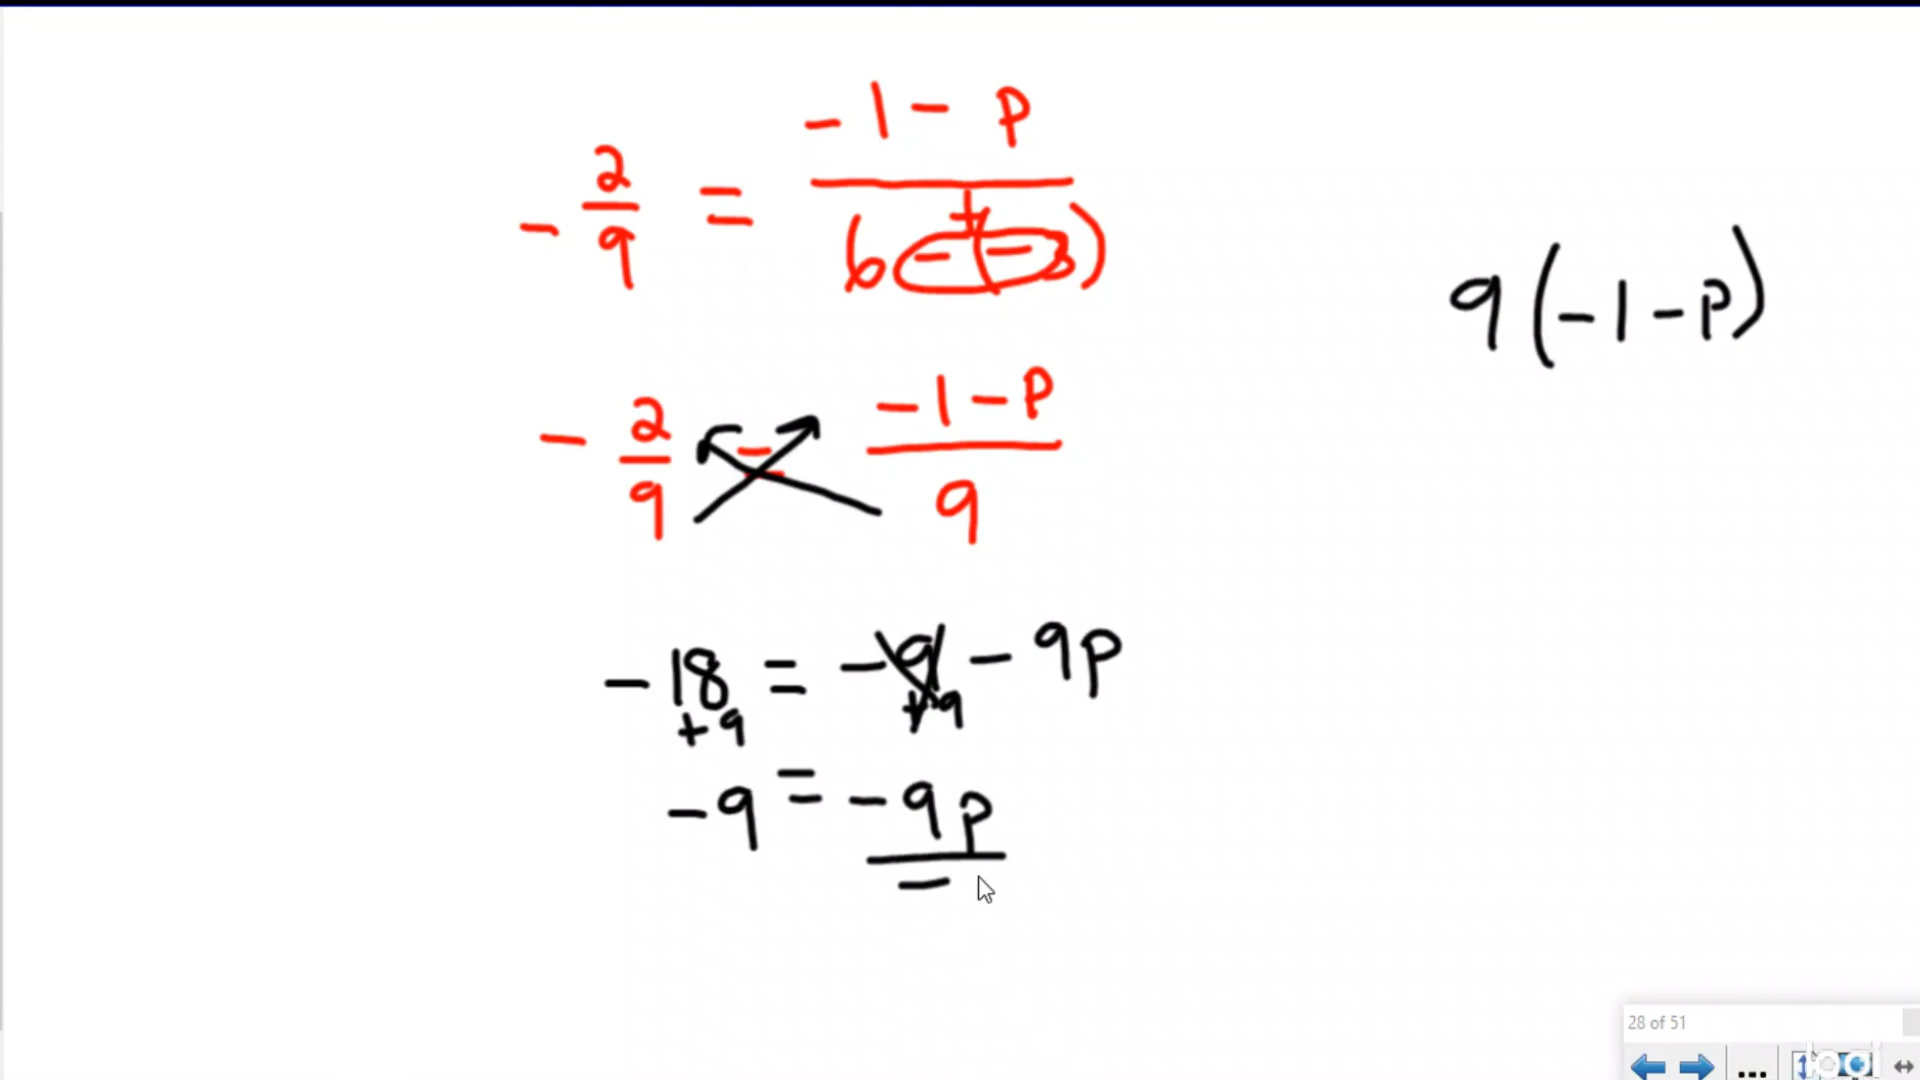 - 2/9 = (-1 - p)/(6 - (-3))
+
9(-1-p)
- 2/9 = (-1-p)/9
-18 = -9 - 9p
+9 +9
-9 = -9p
-
28 of 51
...